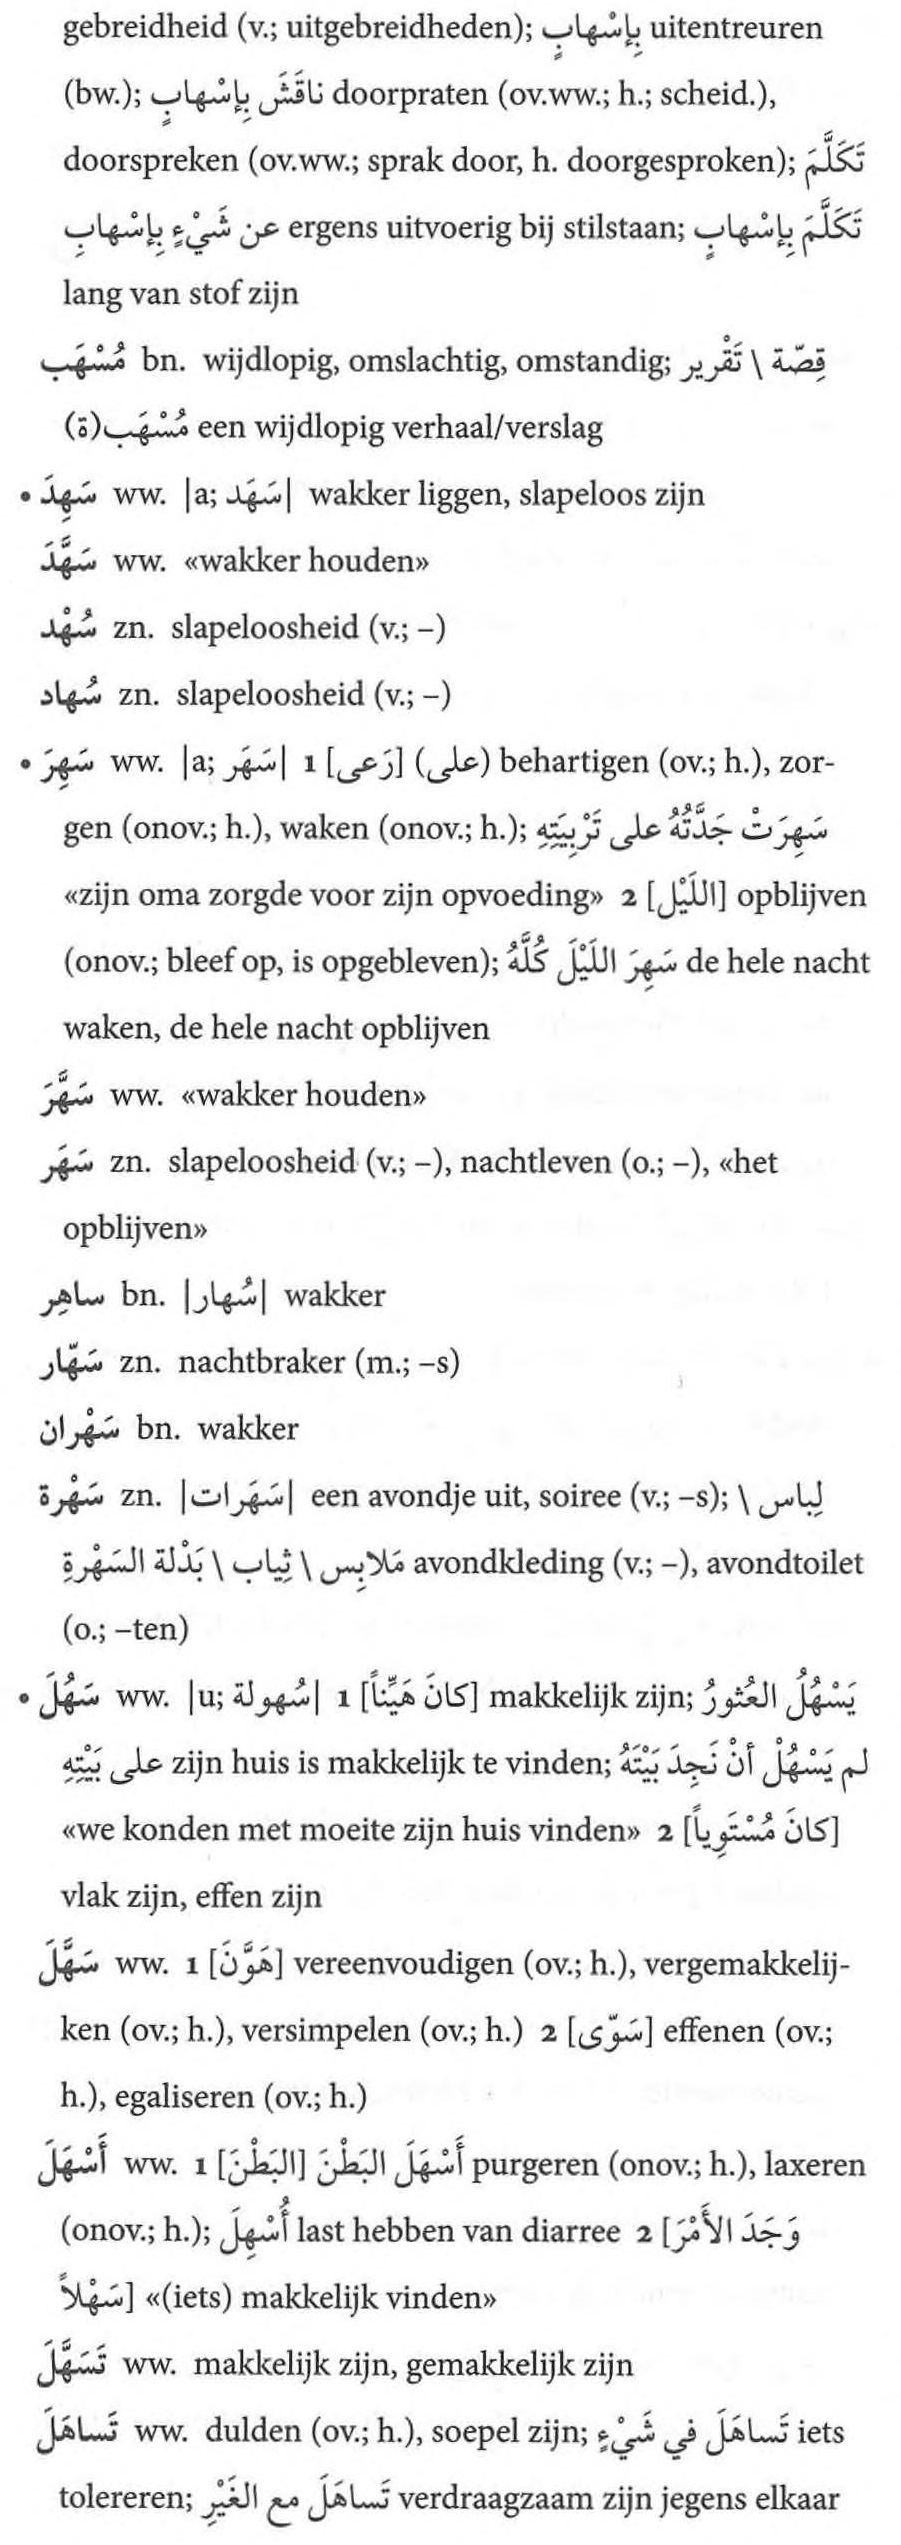 gebreidheid (v.; uitgebreidheden); بِإسْهابٍ uitentreuren
(bw.); ناقَشَ بِإسْهابٍ doorpraten (ov.ww.; h.; scheid.),
doorspreken (ov.ww.; sprak door, h. doorgesproken); تَكَلَّمَ
عن شَيْءٍ بِإسْهابٍ ergens uitvoerig bij stilstaan; تَكَلَّمَ بِإسْهابٍ
lang van stof zijn
مُسْهَب bn. wijdlopig, omslachtig, omstandig; قِصّة \ تَقْرير
مُسْهَب(ة) een wijdlopig verhaal/verslag
• سَهِدَ ww. |a; سَهَد| wakker liggen, slapeloos zijn
سَهَّدَ ww. «wakker houden»
سُهْد zn. slapeloosheid (v.; –)
سُهاد zn. slapeloosheid (v.; –)
• سَهِرَ ww. |a; سَهَر| 1 [رَعى] (على) behartigen (ov.; h.), zor-
gen (onov.; h.), waken (onov.; h.); سَهِرَتْ جَدَّتُهُ على تَرْبِيَتِهِ
«zijn oma zorgde voor zijn opvoeding» 2 [اللَيْل] opblijven
(onov.; bleef op, is opgebleven); سَهِرَ اللَيْلَ كُلَّهُ de hele nacht
waken, de hele nacht opblijven
سَهَّرَ ww. «wakker houden»
سَهَر zn. slapeloosheid (v.; –), nachtleven (o.; –), «het
opblijven»
ساهِر bn. |سُهار| wakker
سَهّار zn. nachtbraker (m.; –s)
سَهْران bn. wakker
سَهْرة zn. |سَهَرات| een avondje uit, soiree (v.; –s); لِباس \
مَلابِس \ ثِياب \ بَدْلة السَهْرةِ avondkleding (v.; –), avondtoilet
(o.; –ten)
• سَهُلَ ww. |u; سُهولة| 1 [كانَ هَيِّناً] makkelijk zijn; يَسْهُلُ العُثورُ
على بَيْتِهِ zijn huis is makkelijk te vinden; لم يَسْهُلْ أنْ نَجِدَ بَيْتَهُ
«we konden met moeite zijn huis vinden» 2 [كانَ مُسْتَوِياً]
vlak zijn, effen zijn
سَهَّلَ ww. 1 [هَوَّنَ] vereenvoudigen (ov.; h.), vergemakkelij-
ken (ov.; h.), versimpelen (ov.; h.) 2 [سَوّى] effenen (ov.;
h.), egaliseren (ov.; h.)
أَسْهَلَ ww. 1 [البَطْنَ] أَسْهَلَ البَطْنَ purgeren (onov.; h.), laxeren
(onov.; h.); أُسْهِلَ last hebben van diarree 2 [وَجَدَ الأَمْرَ
سَهْلاً] «(iets) makkelijk vinden»
تَسَهَّلَ ww. makkelijk zijn, gemakkelijk zijn
تَساهَلَ ww. dulden (ov.; h.), soepel zijn; تَساهَلَ في شَيْءٍ iets
tolereren; تَساهَلَ مع الغَيْرِ verdraagzaam zijn jegens elkaar